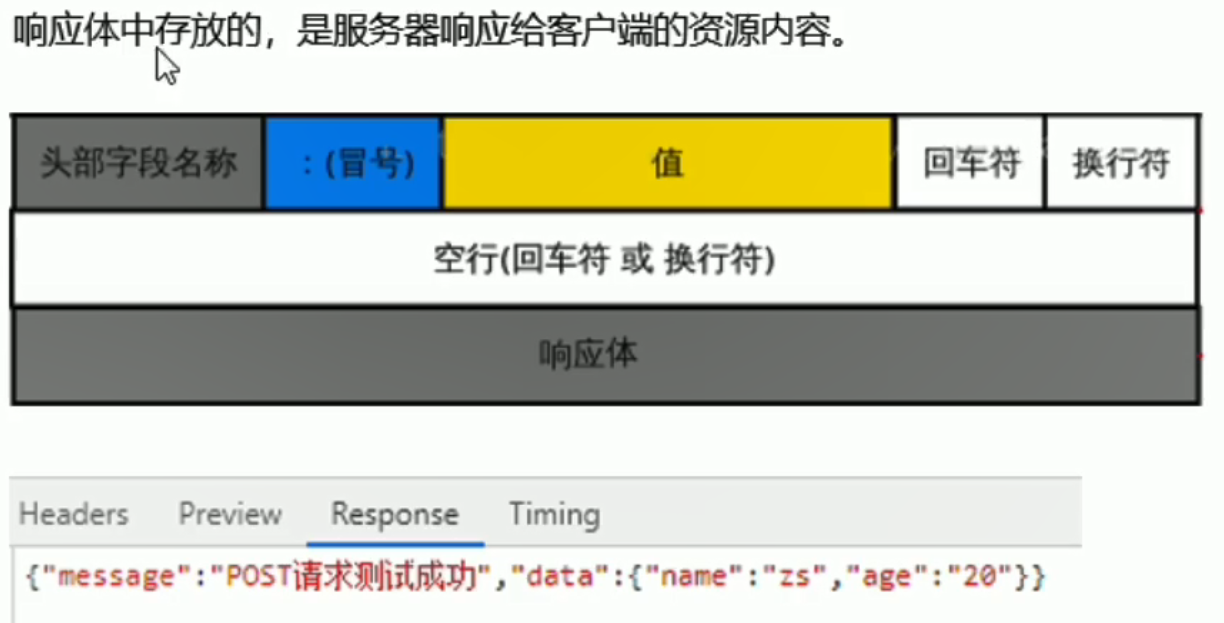 响应体中存放的，是服务器响应给客户端的资源内容。
头部字段名称 ：(冒号) 值 回车符 换行符
空行(回车符 或 换行符)
响应体
Headers Preview Response Timing
{"message":"POST请求测试成功","data":{"name":"zs","age":"20"}}